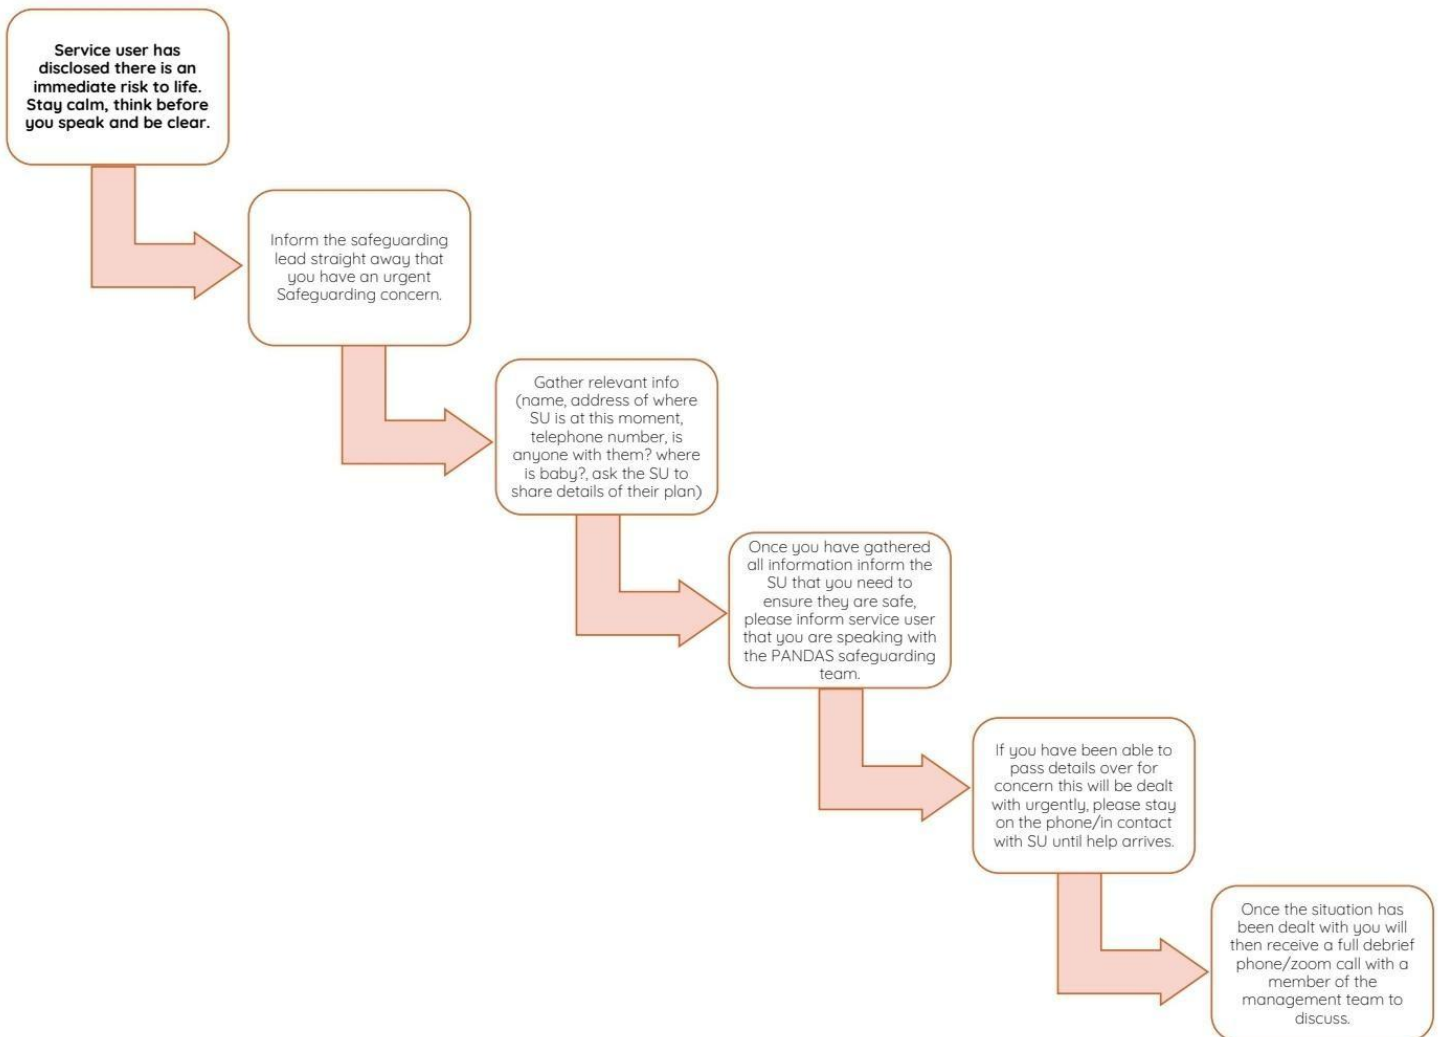 Service user has
disclosed there is an
immediate risk to life.
Stay calm, think before
you speak and be clear.
Inform the safeguarding
lead straight away that
you have an urgent
Safeguarding concern.
Gather relevant info
(name, address of where
SU is at this moment,
telephone number, is
anyone with them? where
is baby?, ask the SU to
share details of their plan)
Once you have gathered
all information inform the
SU that you need to
ensure they are safe,
please inform service user
that you are speaking with
the PANDAS safeguarding
team.
If you have been able to
pass details over for
concern this will be dealt
with urgently, please stay
on the phone/in contact
with SU until help arrives.
Once the situation has
been dealt with you will
then receive a full debrief
phone/zoom call with a
member of the
management team to
discuss.